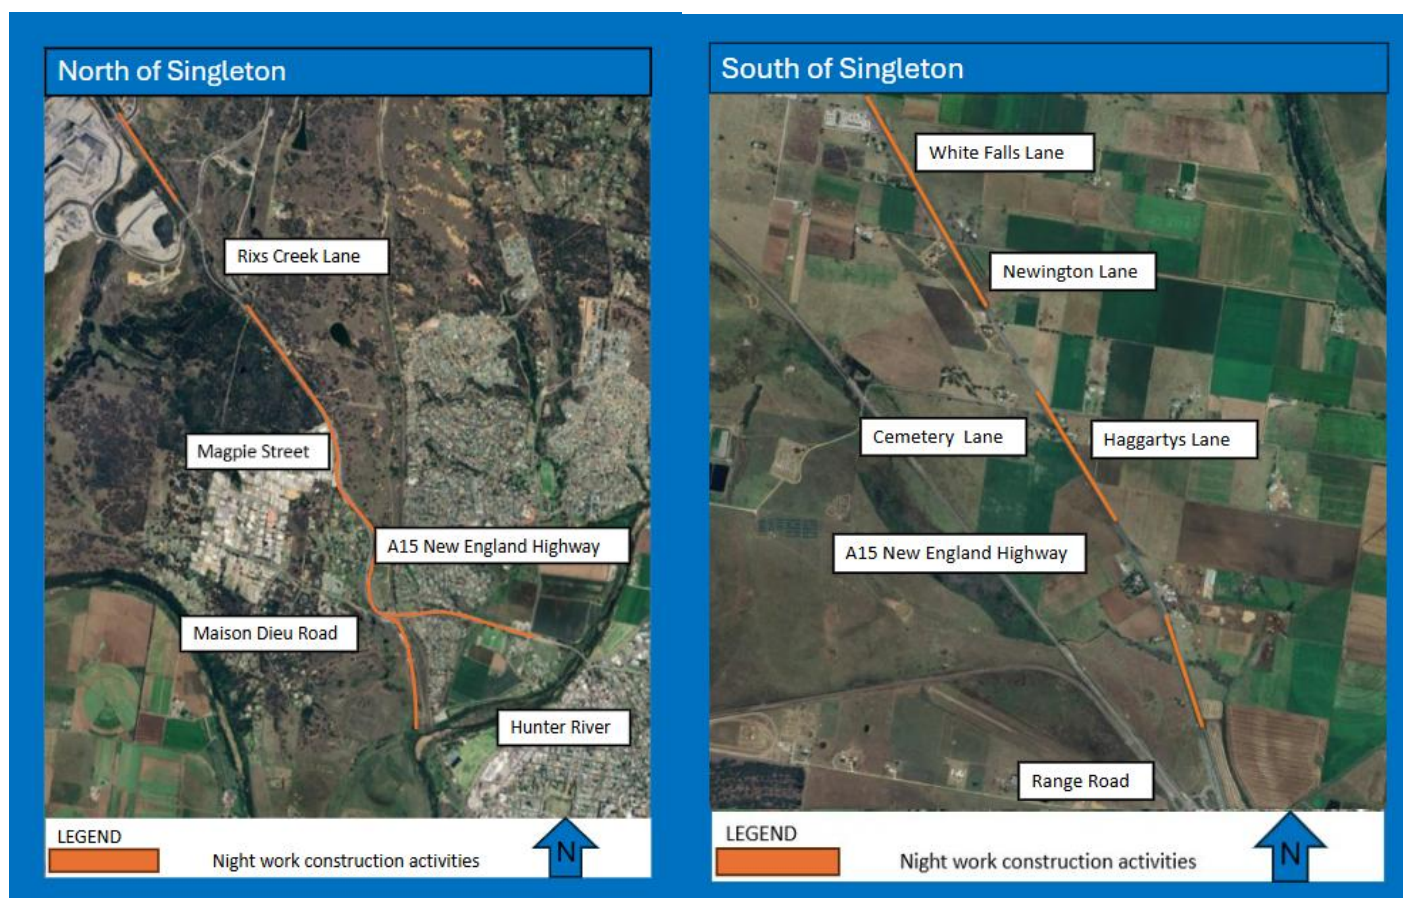 North of Singleton
Rixs Creek Lane
Magpie Street
A15 New England Highway
Maison Dieu Road
Hunter River
LEGEND
Night work construction activities
N
South of Singleton
White Falls Lane
Newington Lane
Cemetery Lane
Haggartys Lane
A15 New England Highway
Range Road
LEGEND
Night work construction activities
N